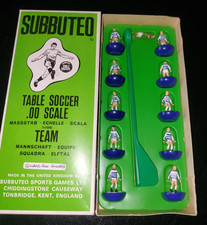 SUBBUTEO
TABLE SOCCER
.00 SCALE
MASSSTAB - ECHELLE - SCALA
TEAM
MANNSCHAFT - EQUIPE
SQUADRA - ELFTAL
MADE IN THE UNITED KINGDOM BY
SUBBUTEO SPORTS GAMES LTD
CHIDDINGSTONE CAUSEWAY
TONBRIDGE, KENT, ENGLAND